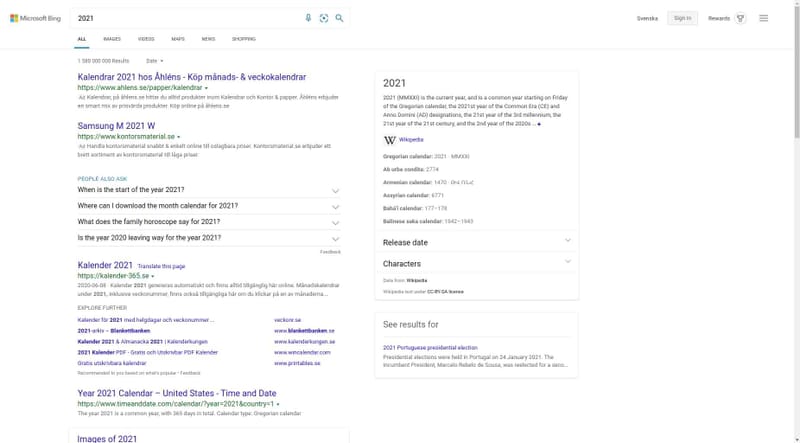 Microsoft Bing
2021
Svenska
Sign in
Rewards
ALL IMAGES VIDEOS MAPS NEWS SHOPPING
1 580 000 000 Results Date
Kalendrar 2021 hos Åhléns - Köp månads- & veckokalendrar
https://www.ahlens.se/papper/kalendrar
Ad Kalendrar, på åhlens.se hittar du alltid produkter inom Kalendrar och Kontor & papper. Åhléns erbjuder
en smart mix av prisvärda produkter. Köp online på åhlens.se
Samsung M 2021 W
https://www.kontorsmaterial.se
Ad Handla kontorsmaterial snabbt & enkelt online till oslagbara priser. Kontorsmaterial.se erbjuder ett
brett sortiment av kontorsmaterial till låga priser.
PEOPLE ALSO ASK
When is the start of the year 2021?
Where can I download the month calendar for 2021?
What does the family horoscope say for 2021?
Is the year 2020 leaving way for the year 2021?
Feedback
Kalender 2021 Translate this page
https://kalender-365.se
2020-06-08 · Kalender 2021 genereras automatiskt och finns alltid tillgänglig här online. Månadskalendrar
under 2021, inklusive veckonummer, finns också tillgängliga här om du klickar på en av månaderna...
EXPLORE FURTHER
Kalender för 2021 med helgdagar och veckonummer ... veckonr.se
2021-arkiv – Blankettbanken www.blankettbanken.se
Kalender 2021 & Almanacka 2021 | Kalenderkungen www.kalenderkungen.se
2021 Kalender PDF - Gratis och Utskrivbar PDF Kalender www.wincalendar.com
Gratis utskrivbara kalendrar www.printables.se
Recommended to you based on what's popular • Feedback
Year 2021 Calendar – United States - Time and Date
https://www.timeanddate.com/calendar/?year=2021&country=1
The year 2021 is a common year, with 365 days in total. Calendar type: Gregorian calendar
Images of 2021
2021
2021 (MMXXI) is the current year, and is a common year starting on Friday
of the Gregorian calendar, the 2021st year of the Common Era (CE) and
Anno Domini (AD) designations, the 21st year of the 3rd millennium, the
21st year of the 21st century, and the 2nd year of the 2020s ...
W Wikipedia
Gregorian calendar: 2021 · MMXXI
Ab urbe condita: 2774
Armenian calendar: 1470 ·
Assyrian calendar: 6771
Bahá'í calendar: 177–178
Balinese saka calendar: 1942–1943
Release date
Characters
Data from: Wikipedia
Wikipedia text under CC-BY-SA license
See results for
2021 Portuguese presidential election
Presidential elections were held in Portugal on 24 January 2021. The
incumbent President, Marcelo Rebelo de Sousa, was reelected for a seco...